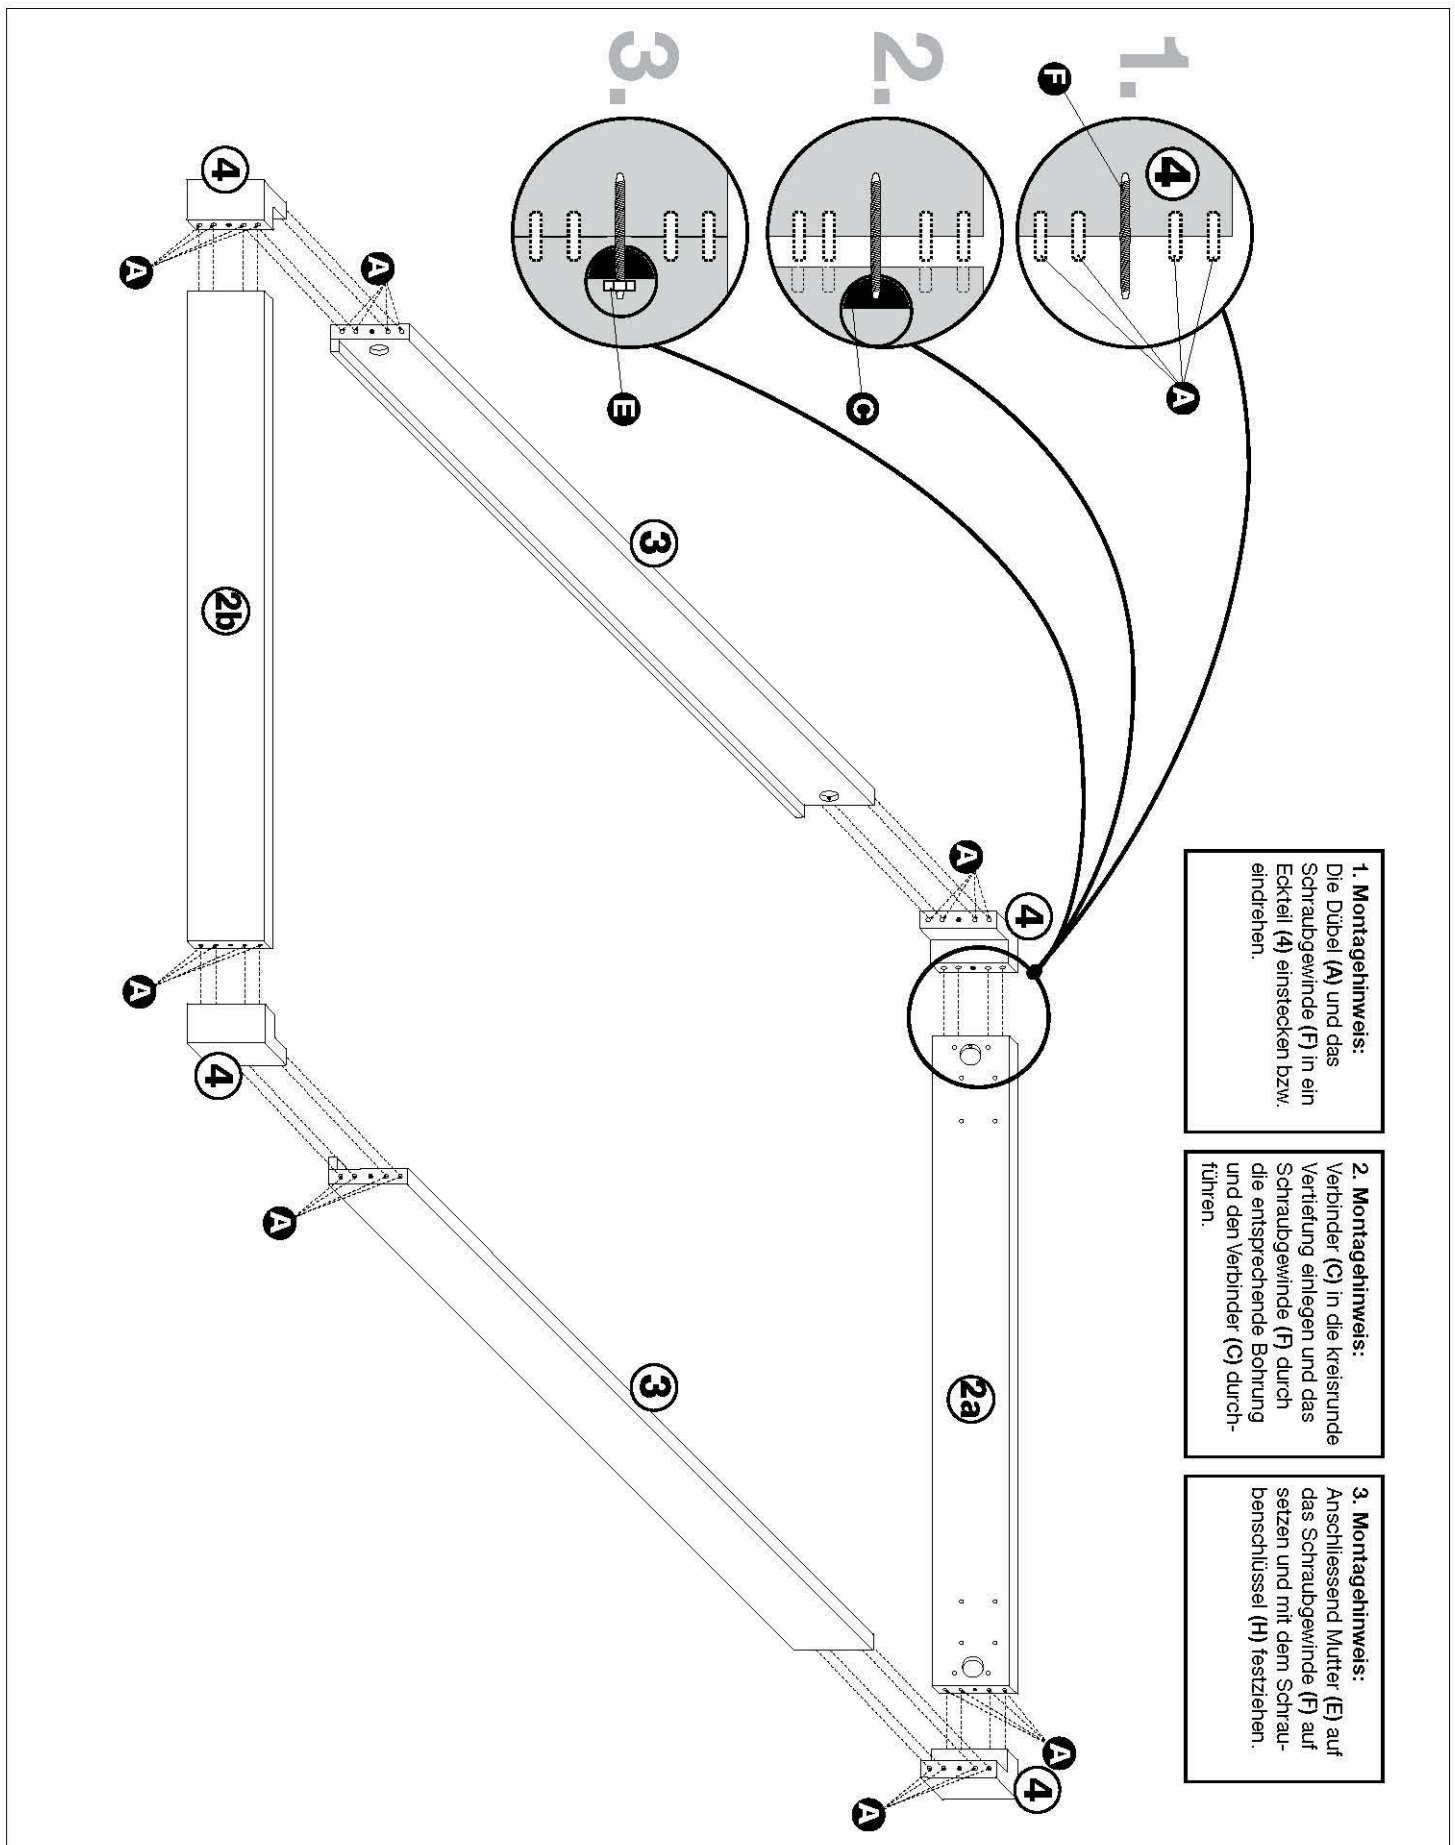 1. Montagehinweis:
Die Dübel (A) und das
Schraubgewinde (F) in ein
Eckteil (4) einstecken bzw.
eindrehen.
2. Montagehinweis:
Verbinder (C) in die kreisrunde
Vertiefung einlegen und das
Schraubgewinde (F) durch
die entsprechende Bohrung
und den Verbinder (C) durch-
führen.
3. Montagehinweis:
Anschliessend Mutter (E) auf
das Schraubgewinde (F) auf
setzen und mit dem Schrau-
benschlüssel (H) festziehen.
1.
F
4
A
2.
C
3.
E
4
A
2a
A
4
A
3
3
A
A
4
A
2b
A
4